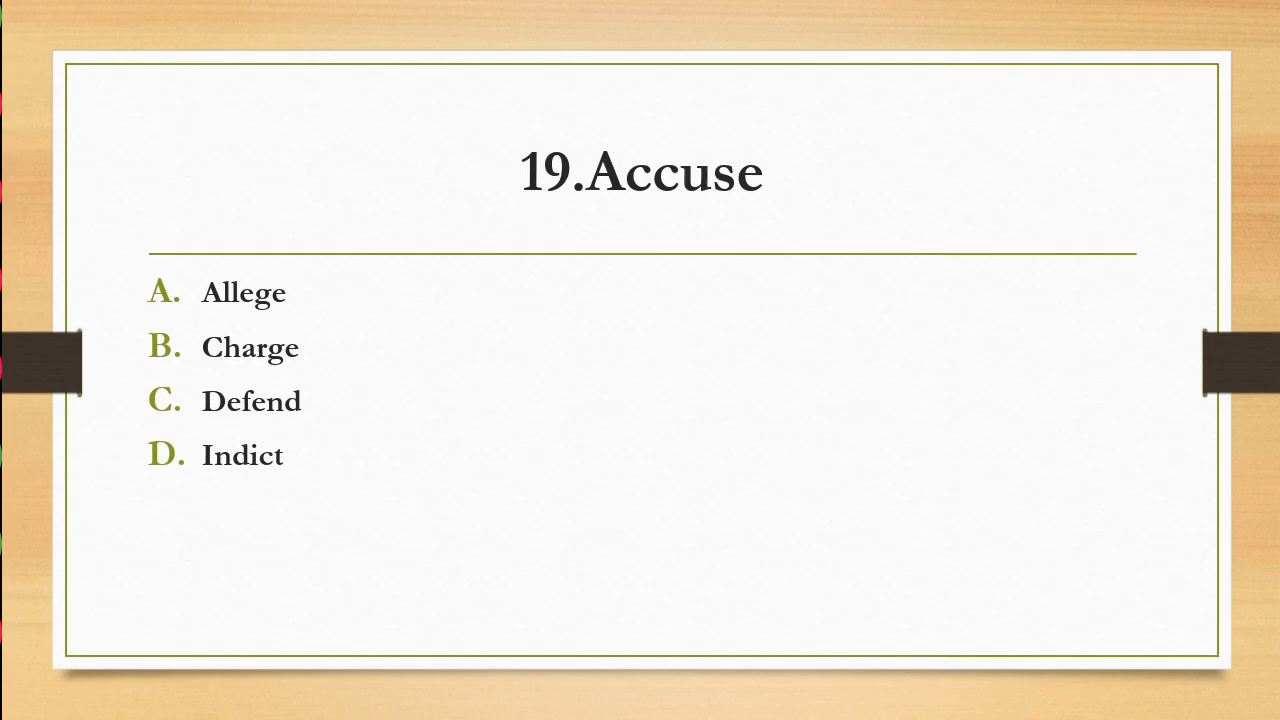 19.Accuse
A. Allege
B. Charge
C. Defend
D. Indict